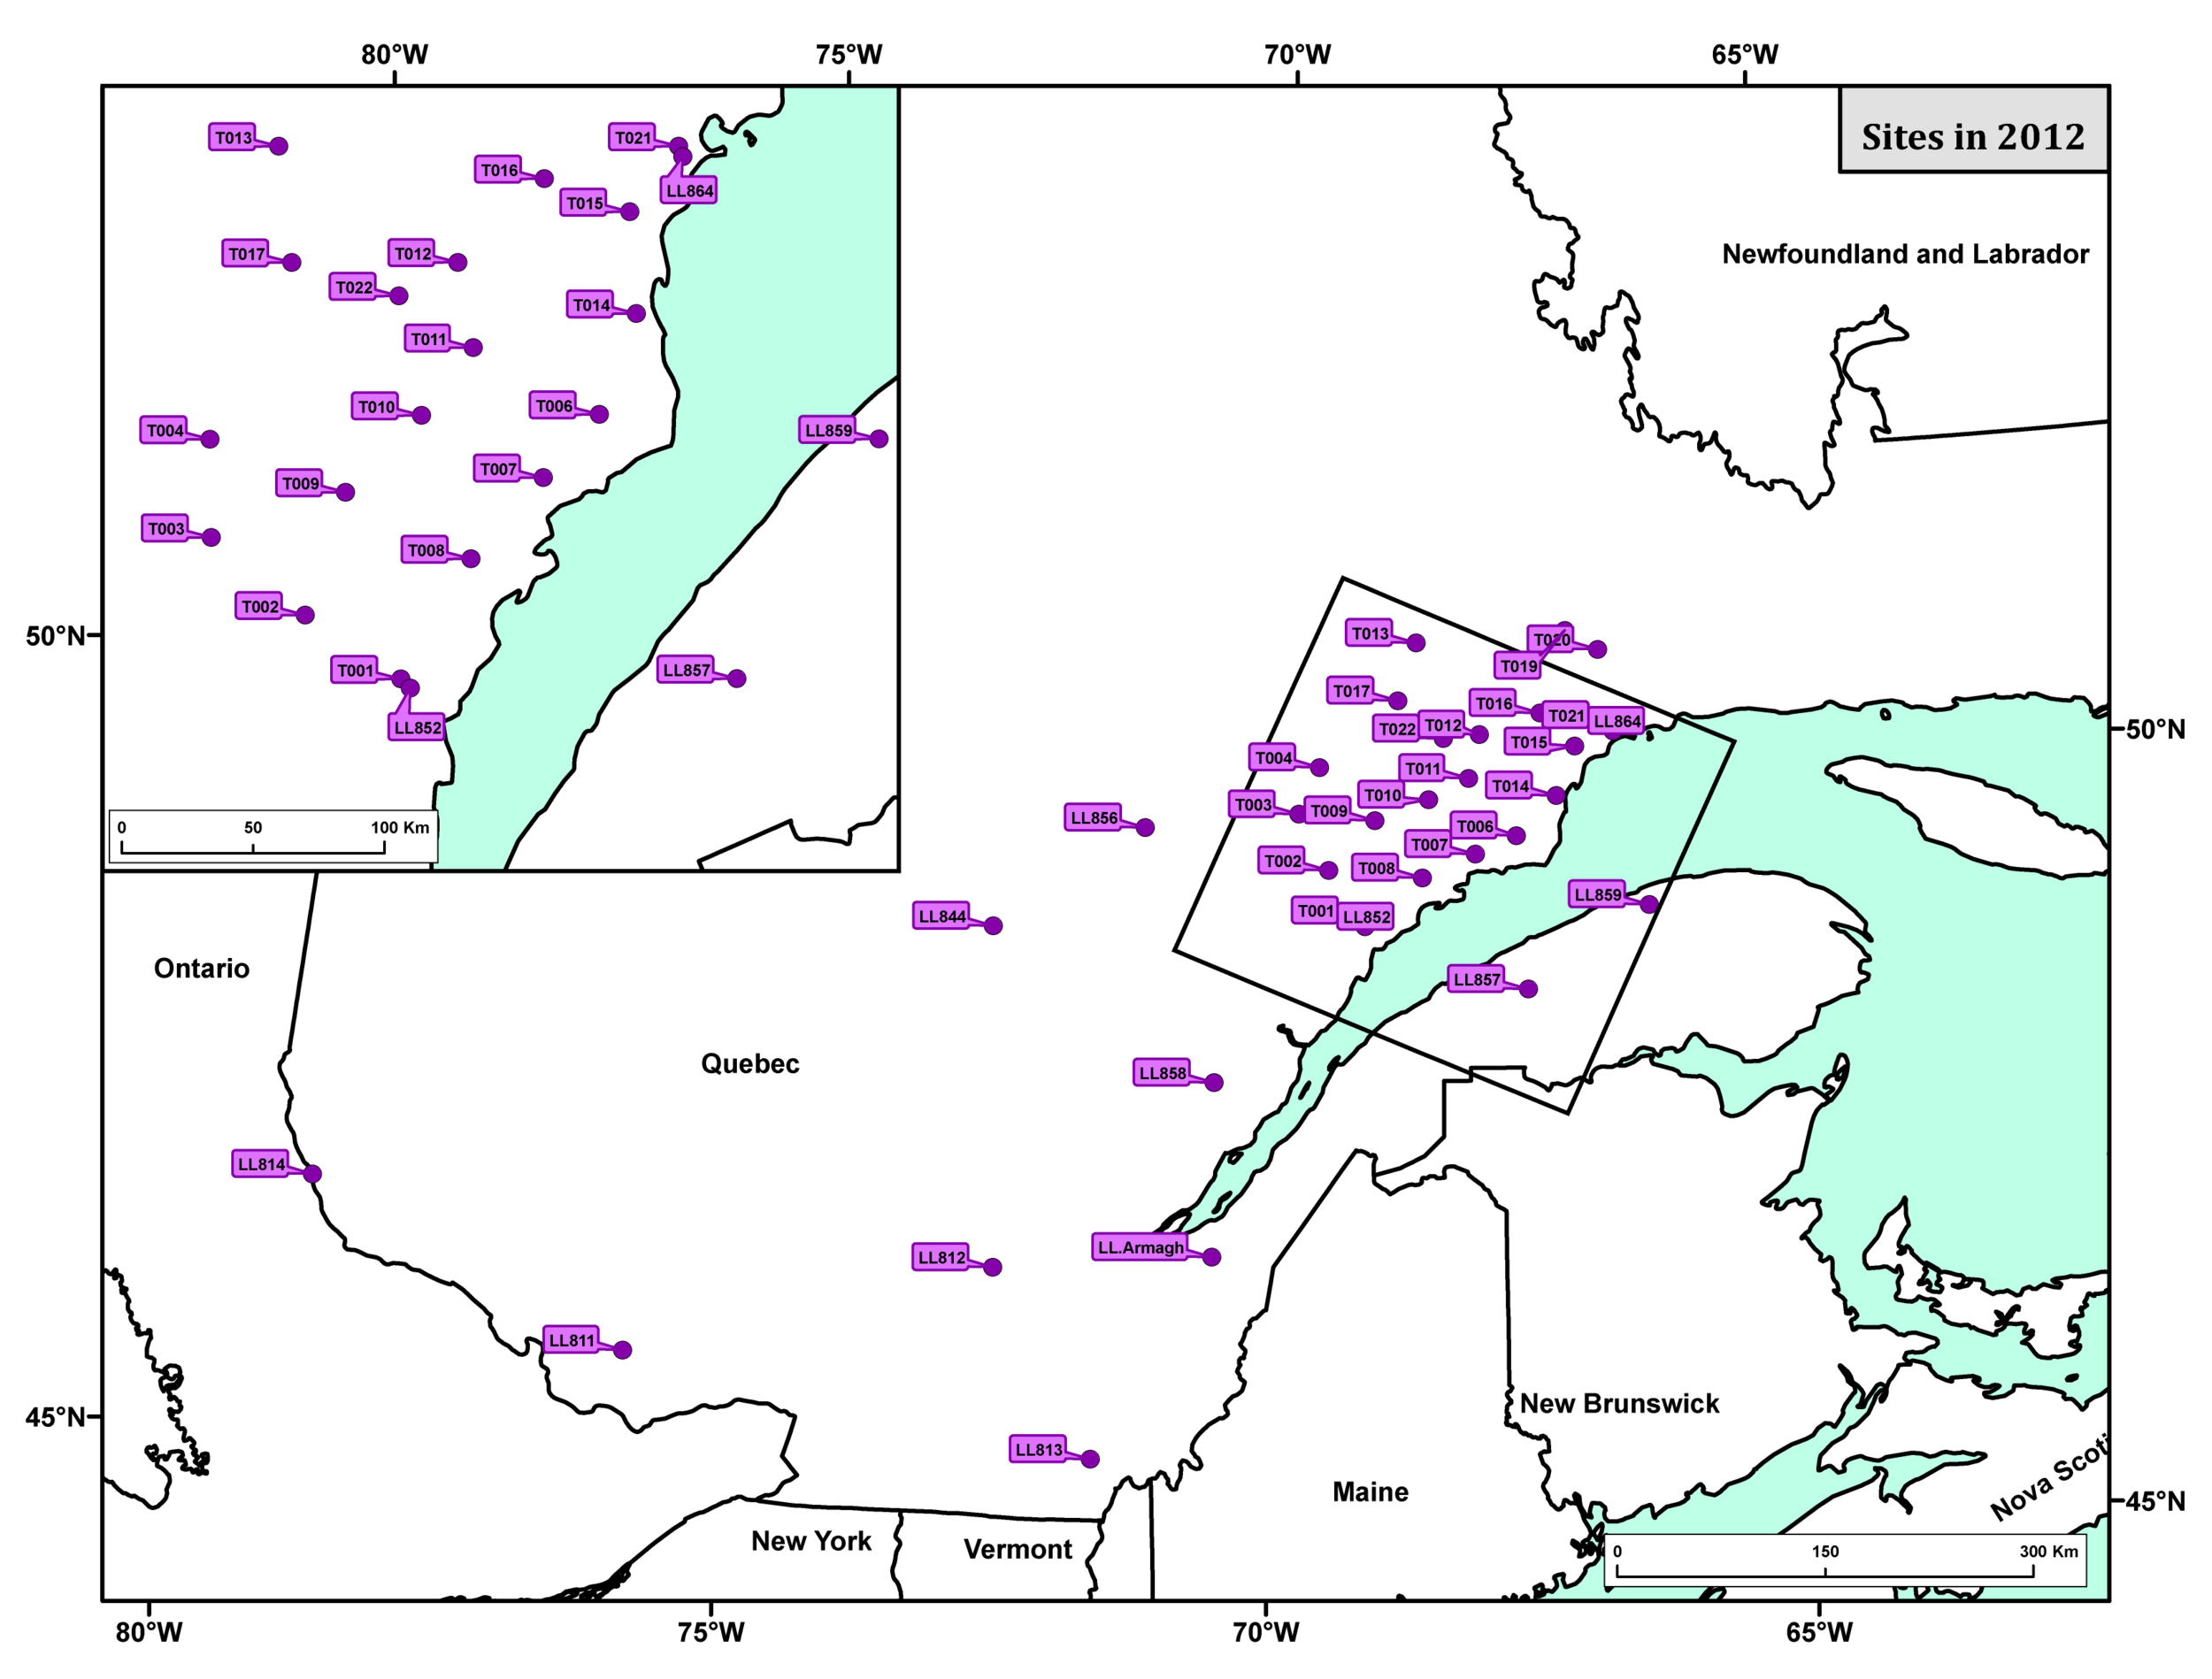 80°W 75°W 70°W 65°W
Sites in 2012
T013
T021
T016
LL864
T015
T017
T012
T022
T014
T011
T010
T006
T004
LL859
T007
T009
T003
T008
T002
T001
LL857
LL852
0 50 100 Km
50°N
Newfoundland and Labrador
T013
T020
T019
T017
T016
T021
LL864
T022
T012
T015
50°N
T004
T011
T014
T010
T003
T009
LL856
T006
T007
T002
T008
LL859
T001
LL852
LL844
Ontario
LL857
Quebec
LL858
LL814
LL.Armagh
LL812
LL811
New Brunswick
45°N
LL813
Maine
Nova Scoti
45°N
New York
Vermont
0 150 300 Km
80°W 75°W 70°W 65°W